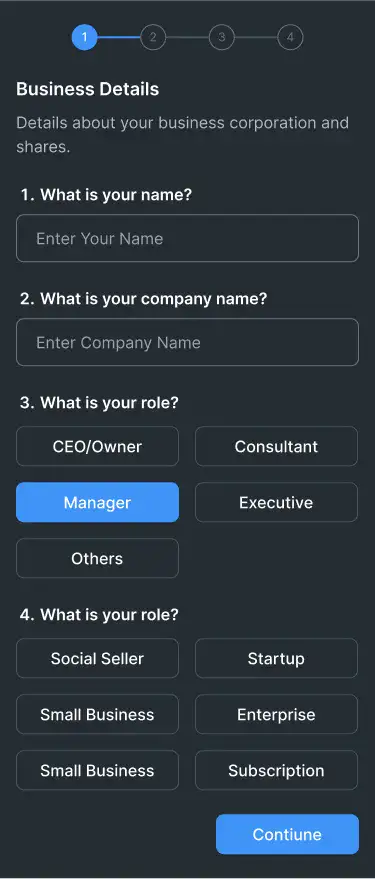 1 2 3 4
Business Details
Details about your business corporation and
shares.
1. What is your name?
Enter Your Name
2. What is your company name?
Enter Company Name
3. What is your role?
CEO/Owner Consultant
Manager Executive
Others
4. What is your role?
Social Seller Startup
Small Business Enterprise
Small Business Subscription
Contiune